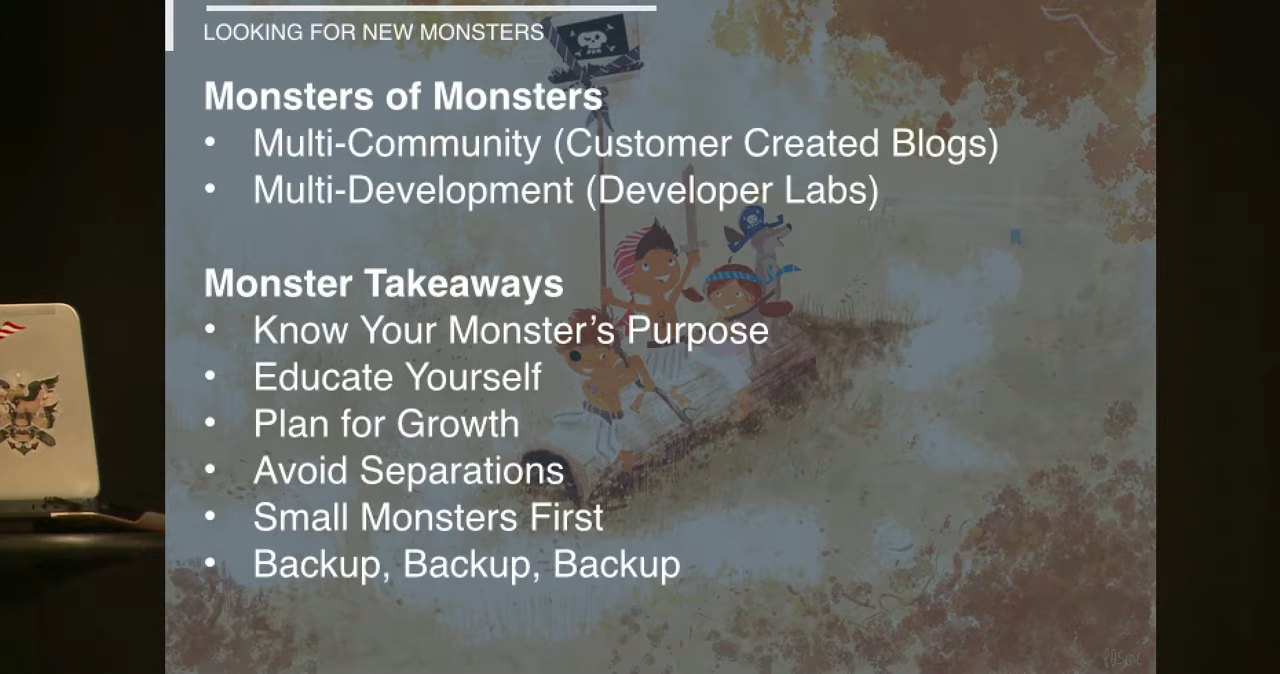 LOOKING FOR NEW MONSTERS
Monsters of Monsters
• Multi-Community (Customer Created Blogs)
• Multi-Development (Developer Labs)
Monster Takeaways
• Know Your Monster’s Purpose
• Educate Yourself
• Plan for Growth
• Avoid Separations
• Small Monsters First
• Backup, Backup, Backup